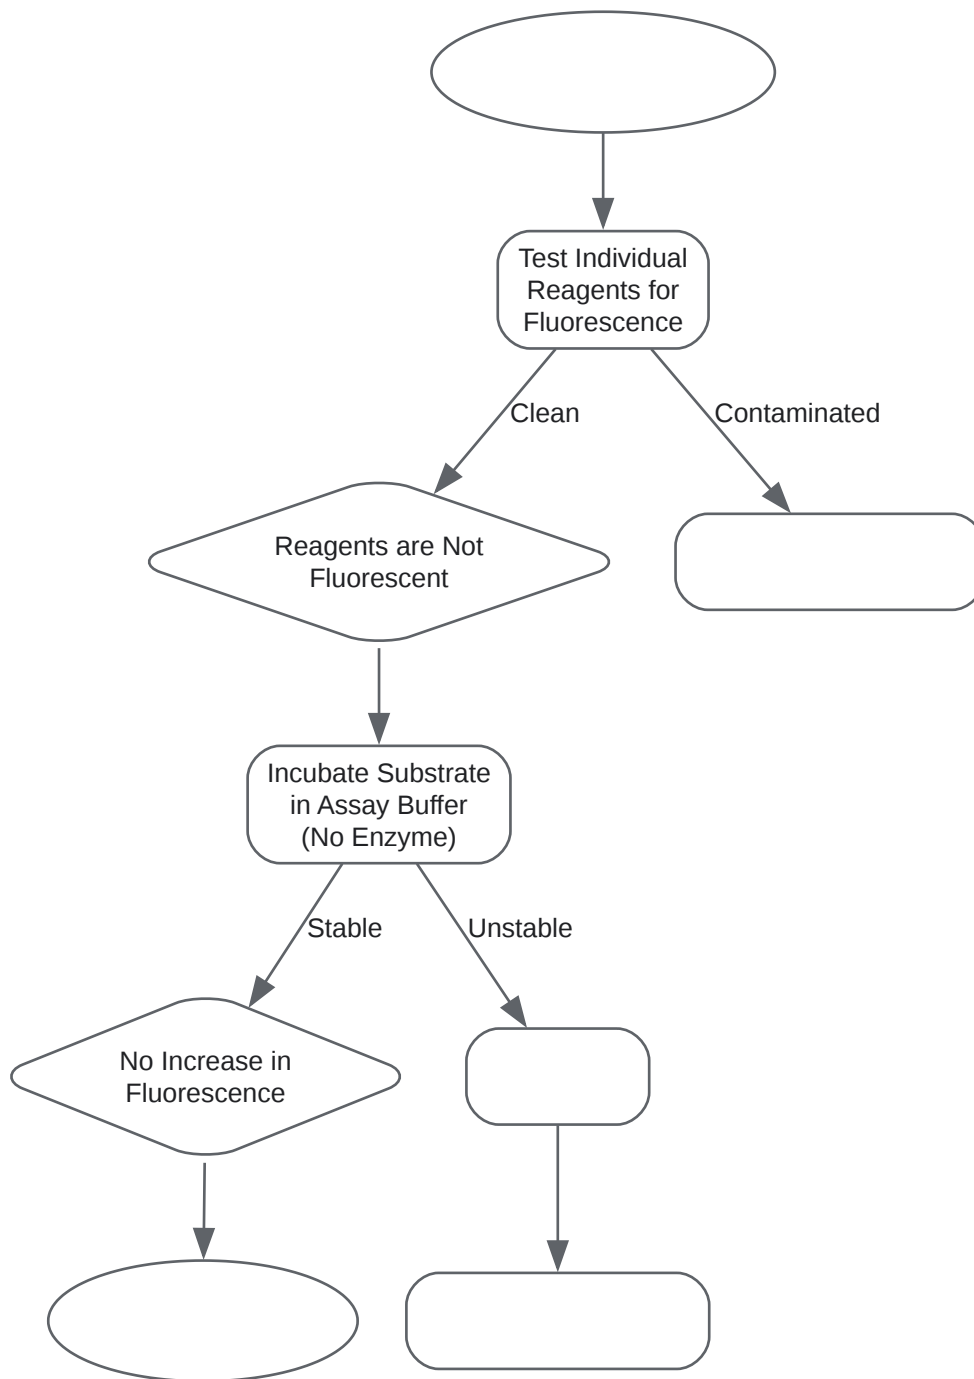 Test Individual
Reagents for
Fluorescence
Clean
Contaminated
Reagents are Not
Fluorescent
Incubate Substrate
in Assay Buffer
(No Enzyme)
Stable
Unstable
No Increase in
Fluorescence